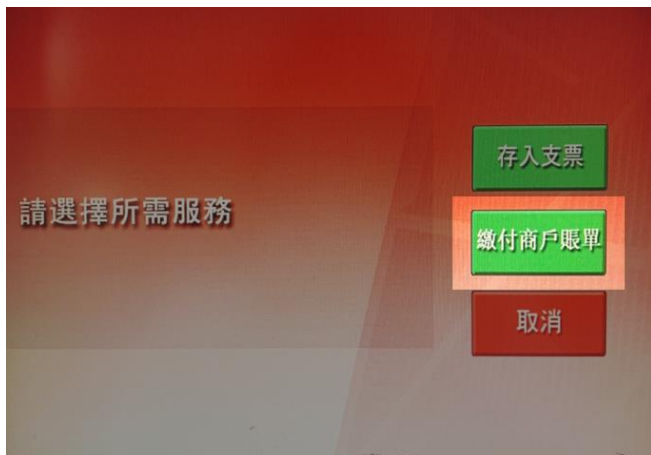 請選擇所需服務
存入支票
繳付商戶賬單
取消